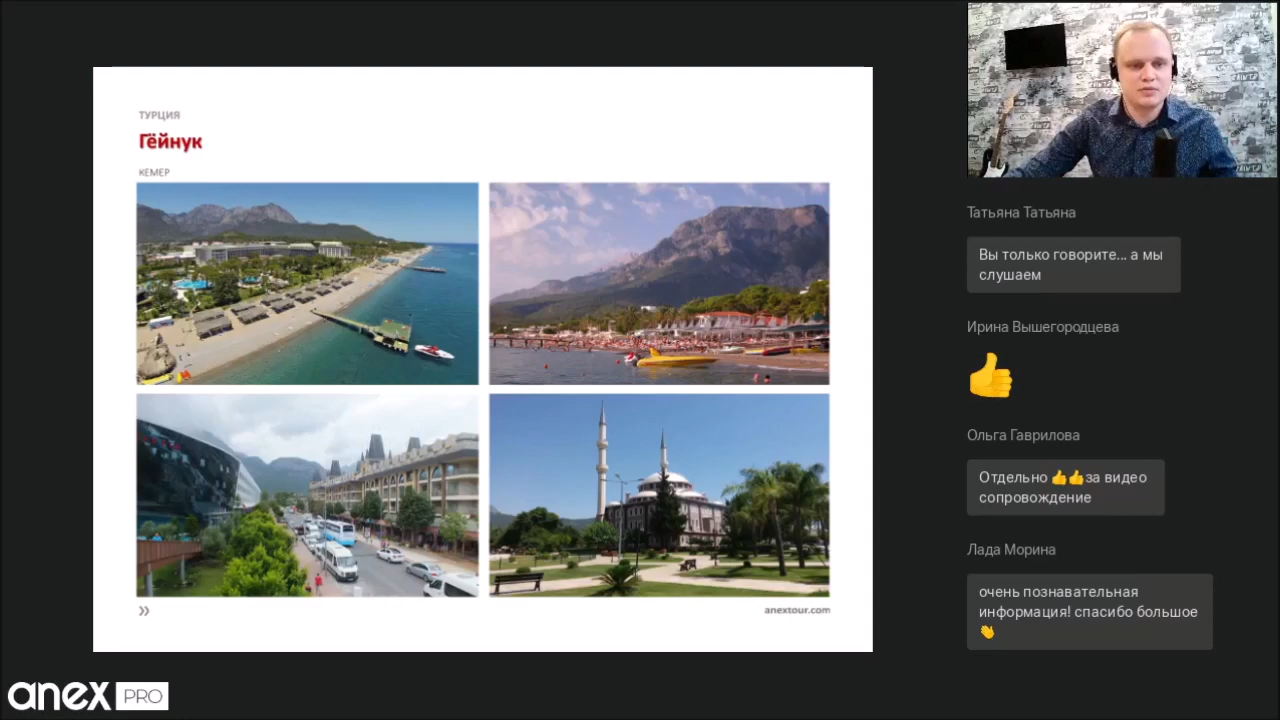 ТУРЦИЯ
Гёйнук
КЕМЕР
anextour.com
anex PRO
Татьяна Татьяна
Вы только говорите... а мы
слушаем
Ирина Вышегородцева
👍
Ольга Гаврилова
Отдельно 👍👍за видео
сопровождение
Лада Морина
очень познавательная
информация! спасибо большое
👏